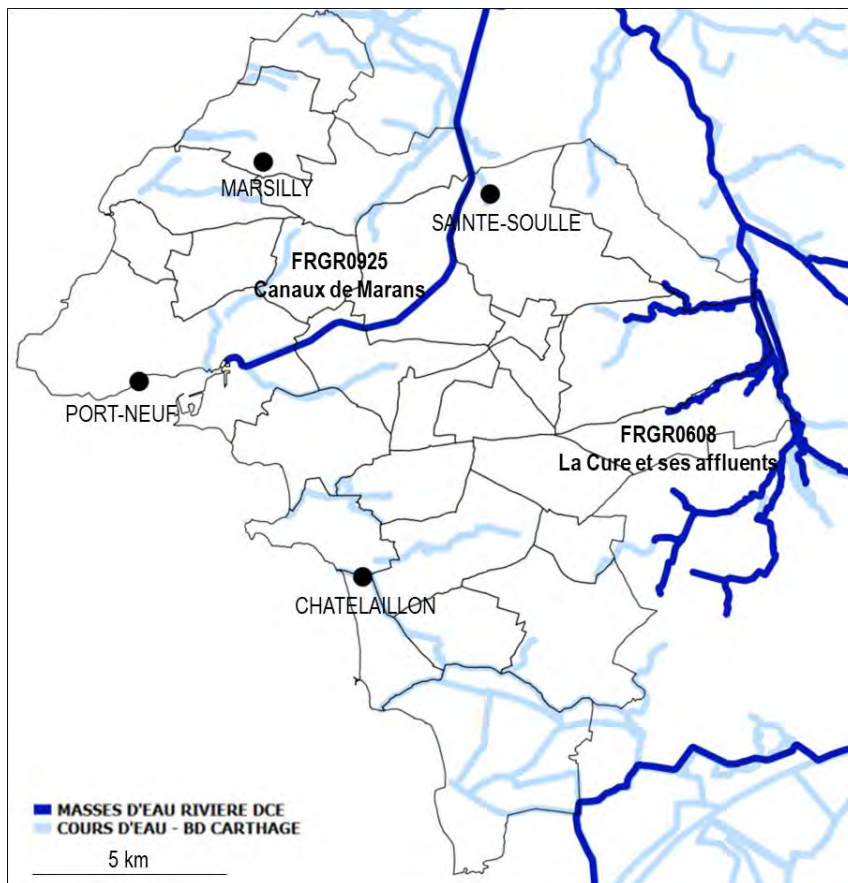 MARSILLY
SAINTE-SOULLE
FRGR0925
Canaux de Marans
PORT-NEUF
FRGR0608
La Cure et ses affluents
CHATELAILLON
MASSES D'EAU RIVIERE DCE
COURS D'EAU - BD CARTHAGE
5 km